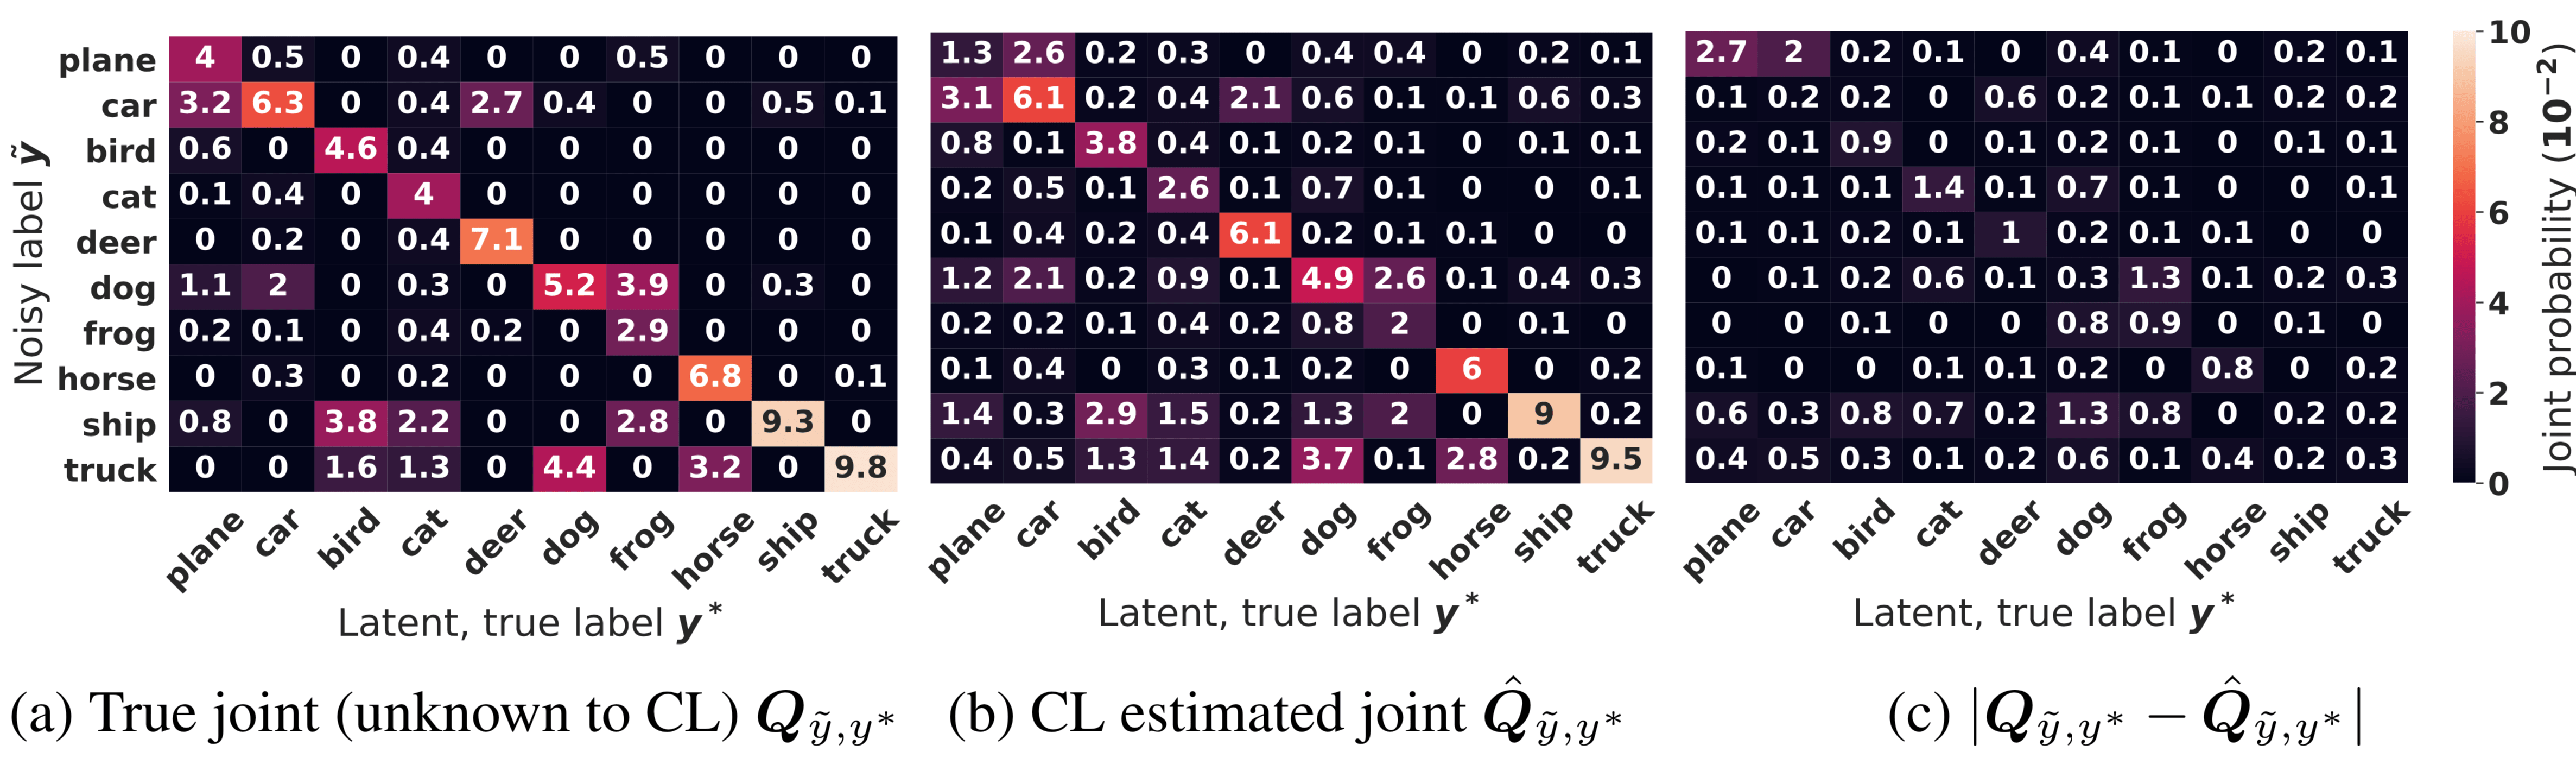 plane 4 0.5 0 0.4 0 0 0.5 0 0 0
car 3.2 6.3 0 0.4 2.7 0.4 0 0 0.5 0.1
bird 0.6 0 4.6 0.4 0 0 0 0 0 0
cat 0.1 0.4 0 4 0 0 0 0 0 0
deer 0 0.2 0 0.4 7.1 0 0 0 0 0
dog 1.1 2 0 0.3 0 5.2 3.9 0 0.3 0
frog 0.2 0.1 0 0.4 0.2 0 2.9 0 0 0
horse 0 0.3 0 0.2 0 0 0 6.8 0 0.1
ship 0.8 0 3.8 2.2 0 0 2.8 0 9.3 0
truck 0 0 1.6 1.3 0 4.4 0 3.2 0 9.8
Noisy label ỹ
plane car bird cat deer dog frog horse ship truck
Latent, true label y*
(a) True joint (unknown to CL) Q ỹ,y*
1.3 2.6 0.2 0.3 0 0.4 0.4 0 0.2 0.1
3.1 6.1 0.2 0.4 2.1 0.6 0.1 0.1 0.6 0.3
0.8 0.1 3.8 0.4 0.1 0.2 0.1 0 0.1 0.1
0.2 0.5 0.1 2.6 0.1 0.7 0.1 0 0 0.1
0.1 0.4 0.2 0.4 6.1 0.2 0.1 0.1 0 0
1.2 2.1 0.2 0.9 0.1 4.9 2.6 0.1 0.4 0.3
0.2 0.2 0.1 0.4 0.2 0.8 2 0 0.1 0
0.1 0.4 0 0.3 0.1 0.2 0 6 0 0.2
1.4 0.3 2.9 1.5 0.2 1.3 2 0 9 0.2
0.4 0.5 1.3 1.4 0.2 3.7 0.1 2.8 0.2 9.5
plane car bird cat deer dog frog horse ship truck
Latent, true label y*
(b) CL estimated joint Q̂ ỹ,y*
2.7 2 0.2 0.1 0 0.4 0.1 0 0.2 0.1
0.1 0.2 0.2 0 0.6 0.2 0.1 0.1 0.2 0.2
0.2 0.1 0.9 0 0.1 0.2 0.1 0 0.1 0.1
0.1 0.1 0.1 1.4 0.1 0.7 0.1 0 0 0.1
0.1 0.1 0.2 0.1 1 0.2 0.1 0.1 0 0
0 0.1 0.2 0.6 0.1 0.3 1.3 0.1 0.2 0.3
0 0 0.1 0 0 0.8 0.9 0 0.1 0
0.1 0 0 0.1 0.1 0.2 0 0.8 0 0.2
0.6 0.3 0.8 0.7 0.2 1.3 0.8 0 0.2 0.2
0.4 0.5 0.3 0.1 0.2 0.6 0.1 0.4 0.2 0.3
plane car bird cat deer dog frog horse ship truck
Latent, true label y*
(c) |Q ỹ,y* − Q̂ ỹ,y*|
10
8
6
4
2
0
Joint probability (10⁻²)